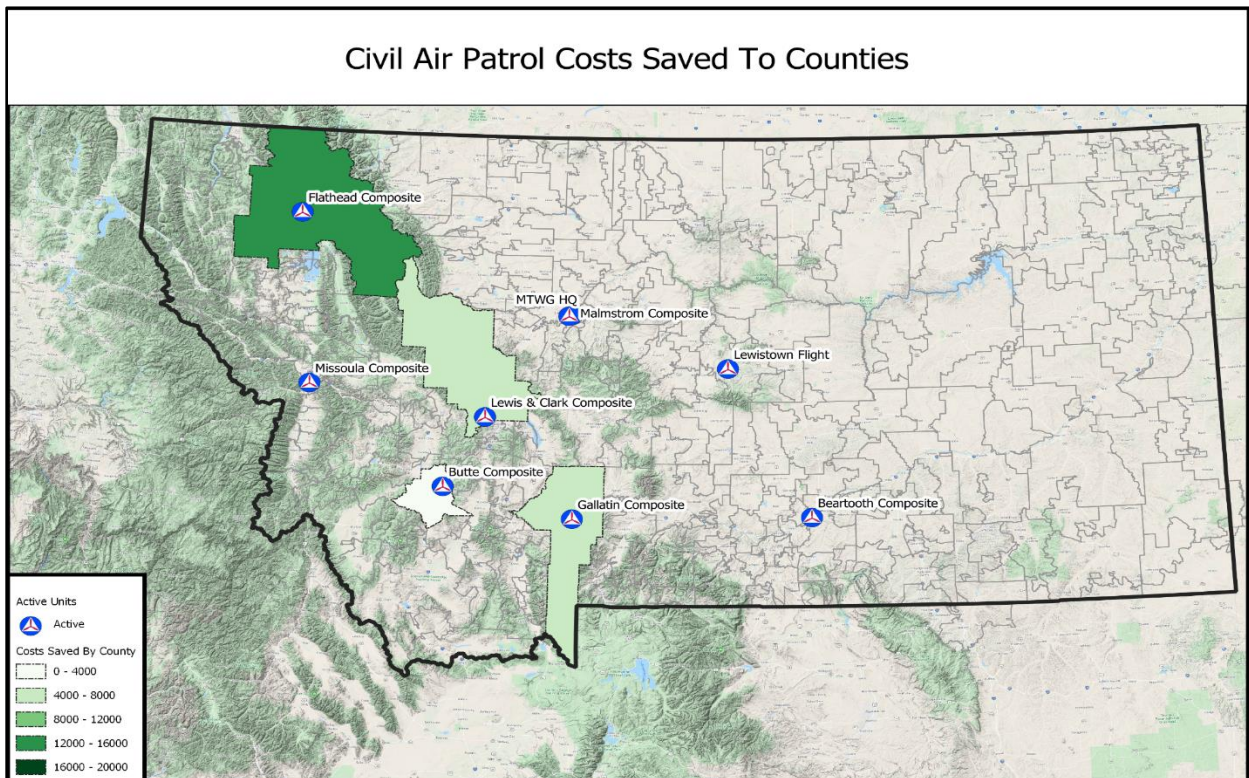 Civil Air Patrol Costs Saved To Counties
Flathead Composite
MTWG HQ
Malmstrom Composite
Lewistown Flight
Missoula Composite
Lewis & Clark Composite
Butte Composite
Gallatin Composite
Beartooth Composite
Active Units
Active
Costs Saved By County
0 - 4000
4000 - 8000
8000 - 12000
12000 - 16000
16000 - 20000